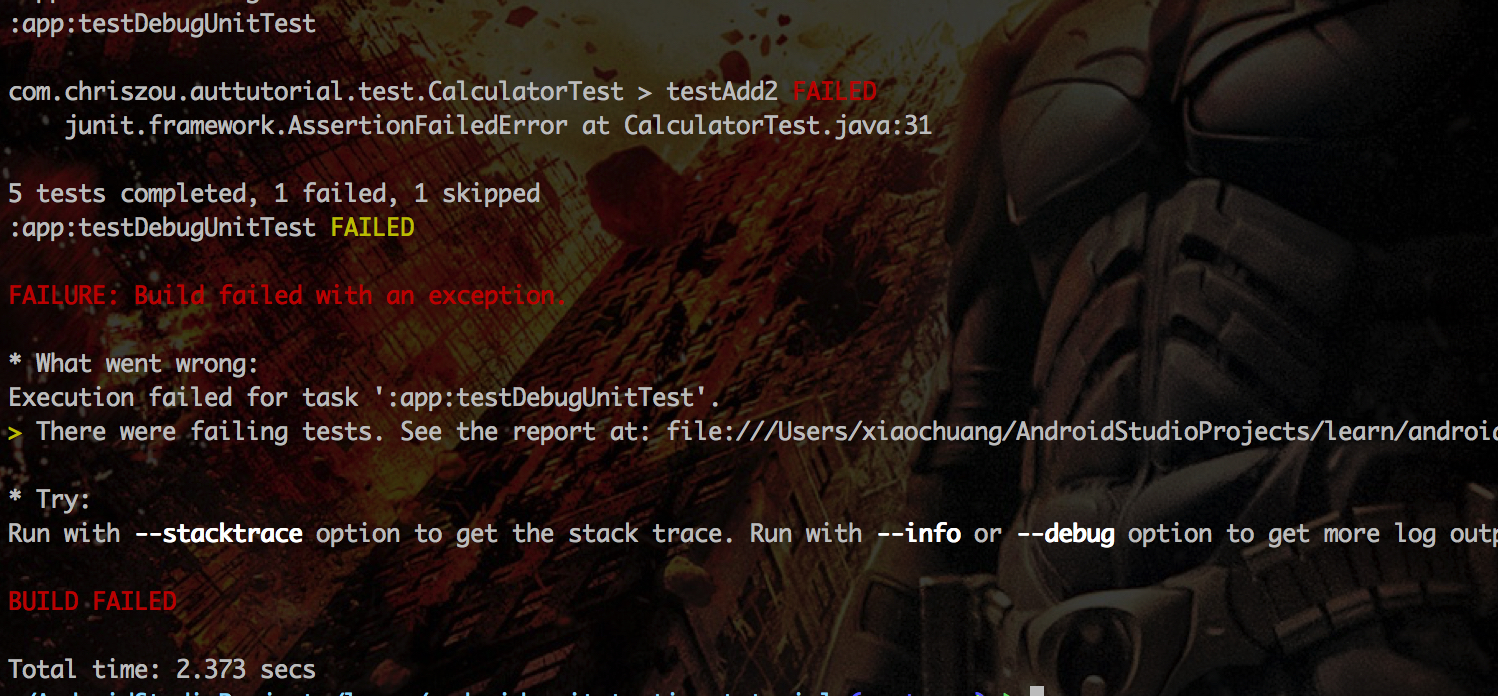 :app:testDebugUnitTest
com.chriszou.auttutorial.test.CalculatorTest > testAdd2 FAILED
junit.framework.AssertionFailedError at CalculatorTest.java:31
5 tests completed, 1 failed, 1 skipped
:app:testDebugUnitTest FAILED
FAILURE: Build failed with an exception.
* What went wrong:
Execution failed for task ':app:testDebugUnitTest'.
> There were failing tests. See the report at: file:///Users/xiaochuang/AndroidStudioProjects/learn/android
* Try:
Run with --stacktrace option to get the stack trace. Run with --info or --debug option to get more log outp
BUILD FAILED
Total time: 2.373 secs